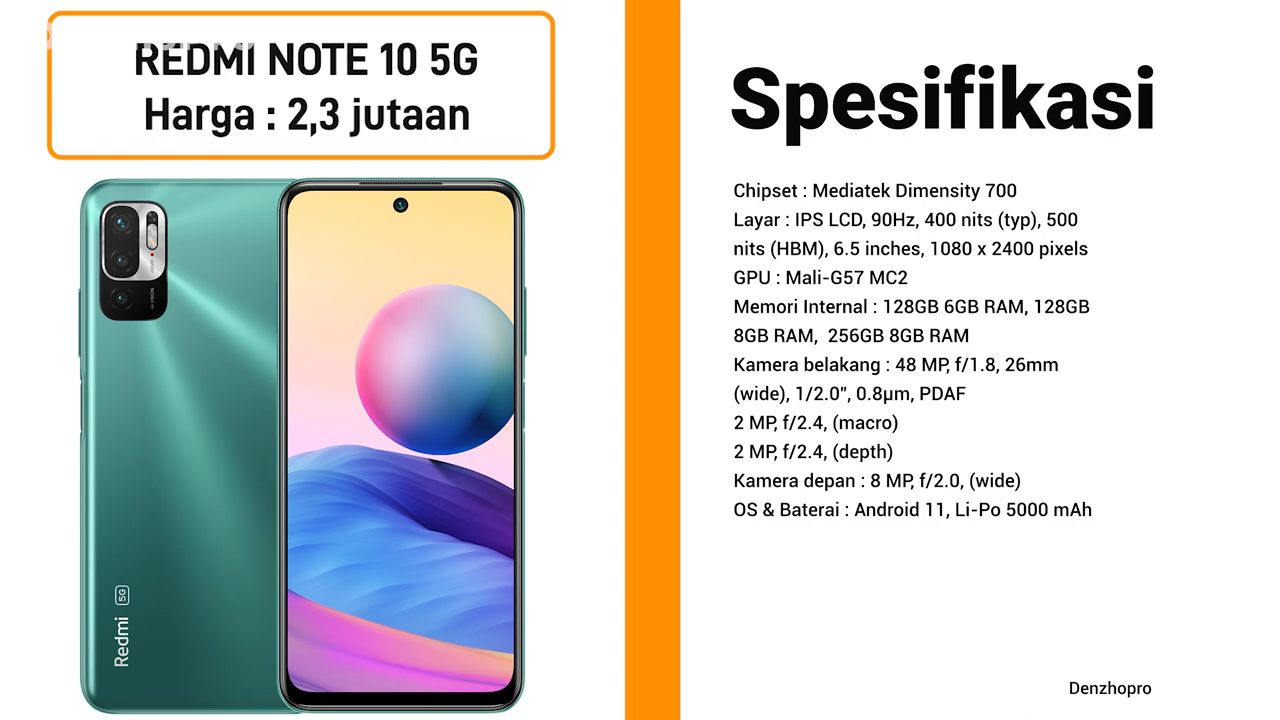 REDMI NOTE 10 5G
Harga : 2,3 jutaan
Redmi 5G
AI VISION
Spesifikasi
Chipset : Mediatek Dimensity 700
Layar : IPS LCD, 90Hz, 400 nits (typ), 500
nits (HBM), 6.5 inches, 1080 x 2400 pixels
GPU : Mali-G57 MC2
Memori Internal : 128GB 6GB RAM, 128GB
8GB RAM, 256GB 8GB RAM
Kamera belakang : 48 MP, f/1.8, 26mm
(wide), 1/2.0", 0.8µm, PDAF
2 MP, f/2.4, (macro)
2 MP, f/2.4, (depth)
Kamera depan : 8 MP, f/2.0, (wide)
OS & Baterai : Android 11, Li-Po 5000 mAh
Denzhopro